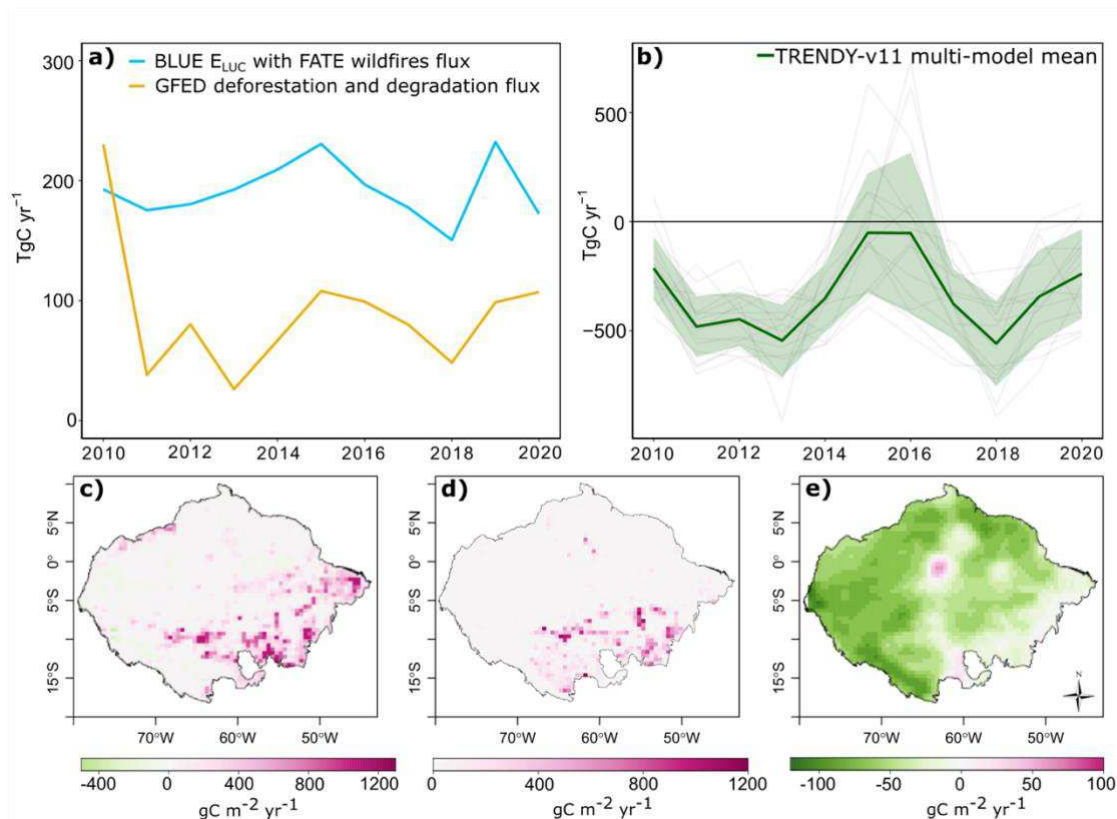 a)
BLUE E_LUC with FATE wildfires flux
GFED deforestation and degradation flux
300
200
100
0
TgC yr⁻¹
2010 2012 2014 2016 2018 2020
b)
TRENDY-v11 multi-model mean
500
0
−500
TgC yr⁻¹
2010 2012 2014 2016 2018 2020
c)
5°N
0°
5°S
15°S
70°W 60°W 50°W
-400 0 400 800 1200
gC m⁻² yr⁻¹
d)
5°N
0°
5°S
15°S
70°W 60°W 50°W
0 400 800 1200
gC m⁻² yr⁻¹
e)
5°N
0°
5°S
15°S
N
70°W 60°W 50°W
-100 -50 0 50 100
gC m⁻² yr⁻¹